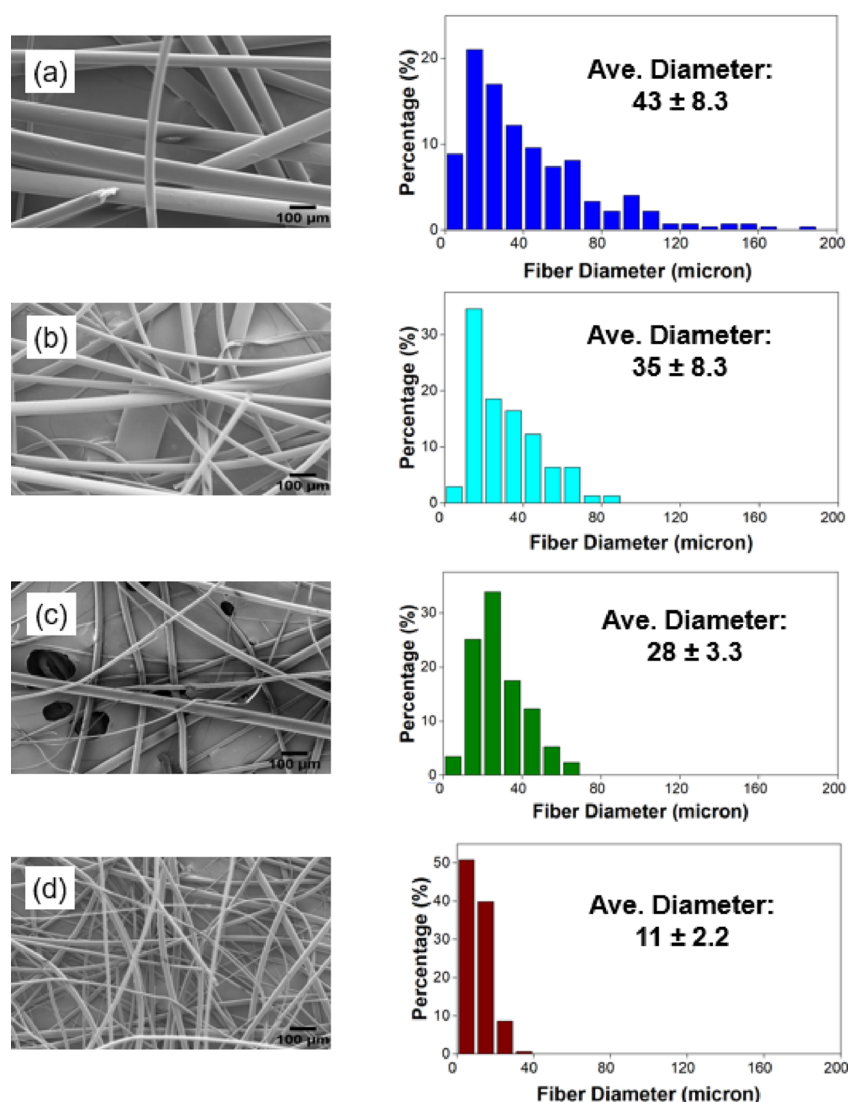 (a)
100 μm
Percentage (%)
20
10
0
Ave. Diameter:
43 ± 8.3
0 40 80 120 160 200
Fiber Diameter (micron)
(b)
100 μm
Percentage (%)
30
20
10
0
Ave. Diameter:
35 ± 8.3
0 40 80 120 160 200
Fiber Diameter (micron)
(c)
100 μm
Percentage (%)
30
20
10
0
Ave. Diameter:
28 ± 3.3
0 40 80 120 160 200
Fiber Diameter (micron)
(d)
100 μm
Percentage (%)
50
40
30
20
10
0
Ave. Diameter:
11 ± 2.2
0 40 80 120 160 200
Fiber Diameter (micron)